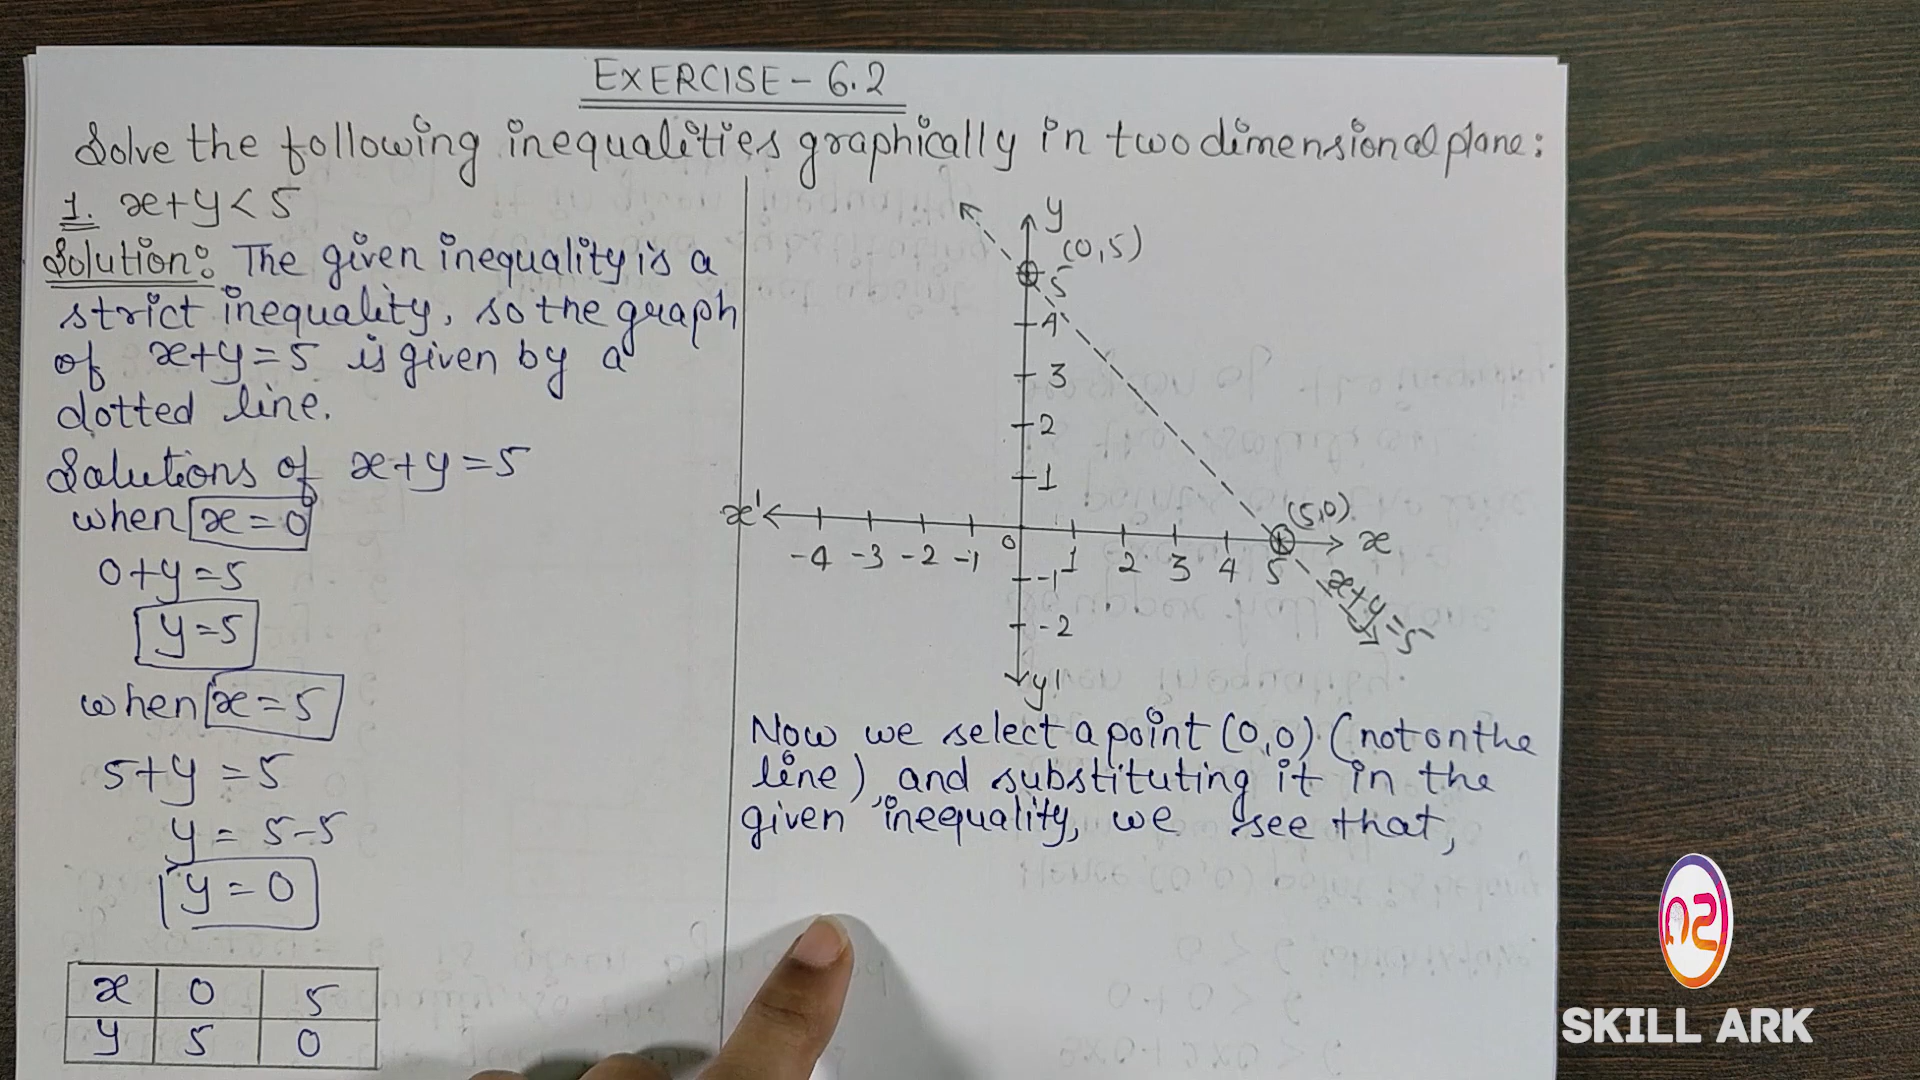 EXERCISE - 6.2
Solve the following inequalities graphically in two dimensional plane:
1. x+y<5
Solution: The given inequality is a
strict inequality, so the graph
of x+y=5 is given by a
dotted line.
Solutions of x+y=5
when x=0
0+y=5
y=5
when x=5
5+y=5
y=5-5
y=0
x 0 5
y 5 0
y
(0,5)
5
4
3
2
1
x' -4 -3 -2 -1 0 1 2 3 4 5 x
(5,0)
-1
-2
x+y=5
y'
Now we select a point (0,0) (not on the
line) and substituting it in the
given inequality, we see that,
SKILL ARK